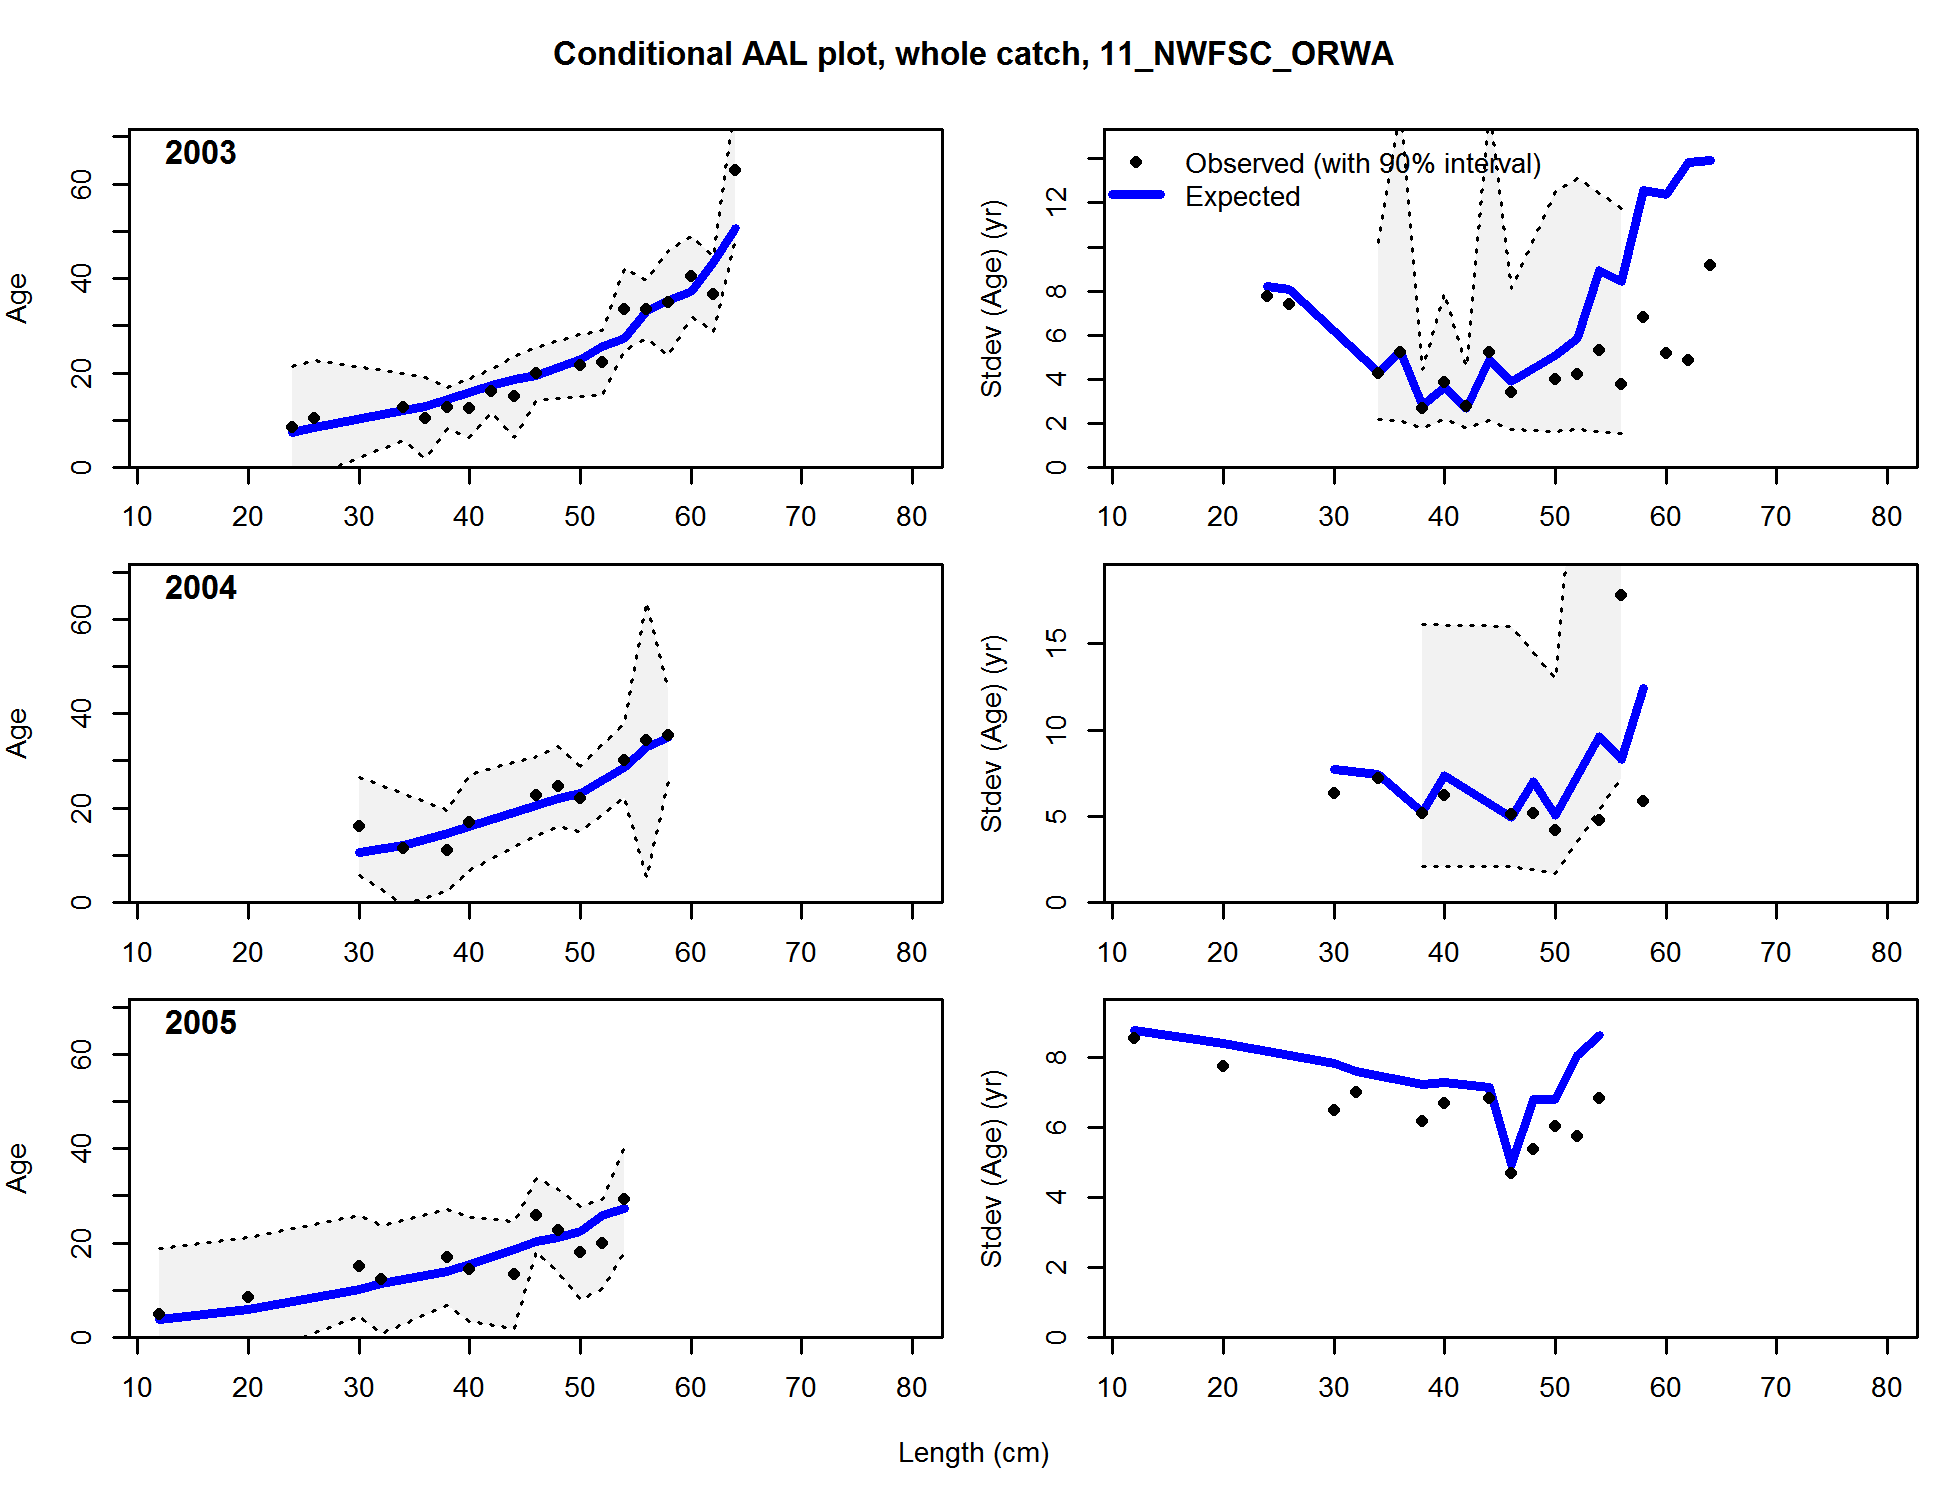 Conditional AAL plot, whole catch, 11_NWFSC_ORWA
2003
Age
0 20 40 60
10 20 30 40 50 60 70 80
Observed (with 90% interval)
Expected
Stdev (Age) (yr)
0 2 4 6 8 12
10 20 30 40 50 60 70 80
2004
Age
0 20 40 60
10 20 30 40 50 60 70 80
Stdev (Age) (yr)
0 5 10 15
10 20 30 40 50 60 70 80
2005
Age
0 20 40 60
10 20 30 40 50 60 70 80
Stdev (Age) (yr)
0 2 4 6 8
10 20 30 40 50 60 70 80
Length (cm)